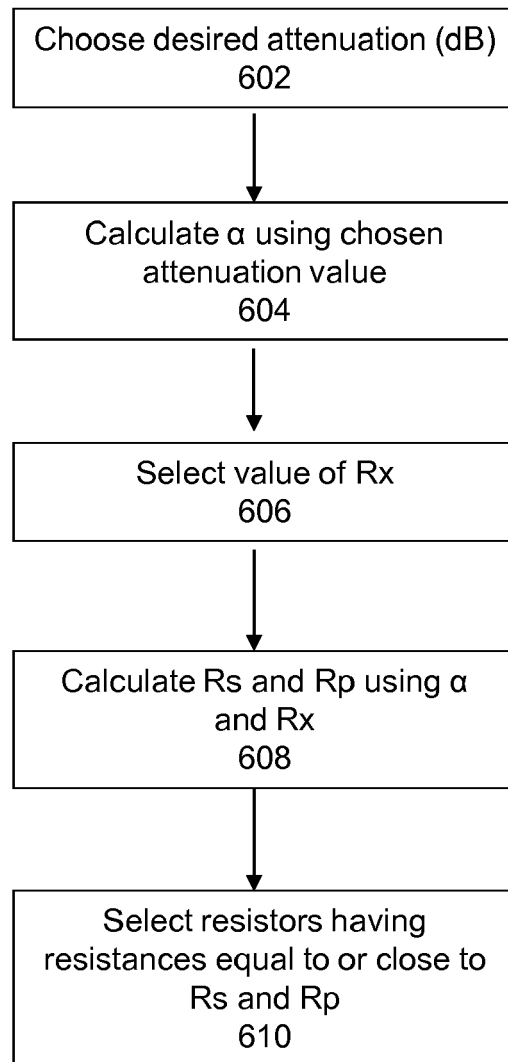 Choose desired attenuation (dB)
602
Calculate α using chosen
attenuation value
604
Select value of Rx
606
Calculate Rs and Rp using α
and Rx
608
Select resistors having
resistances equal to or close to
Rs and Rp
610